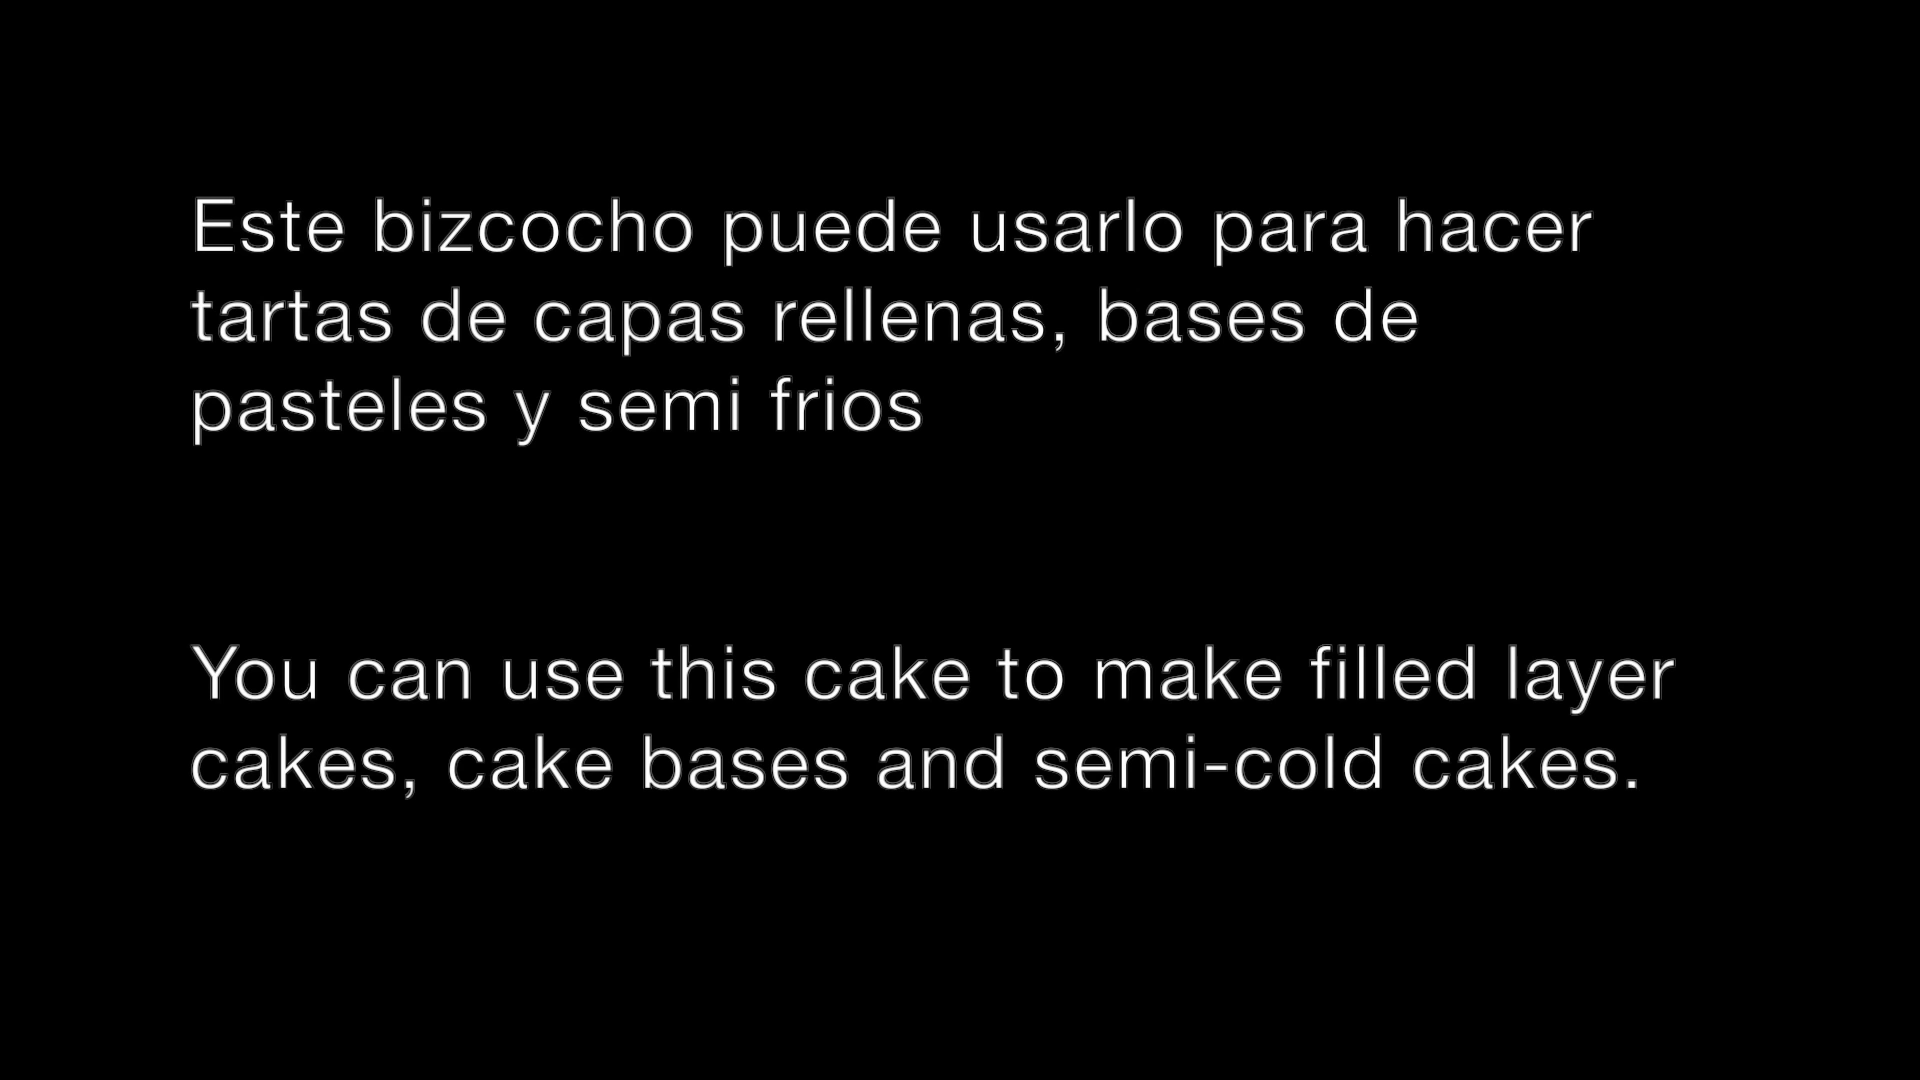 Este bizcocho puede usarlo para hacer
tartas de capas rellenas, bases de
pasteles y semi frios
You can use this cake to make filled layer
cakes, cake bases and semi-cold cakes.